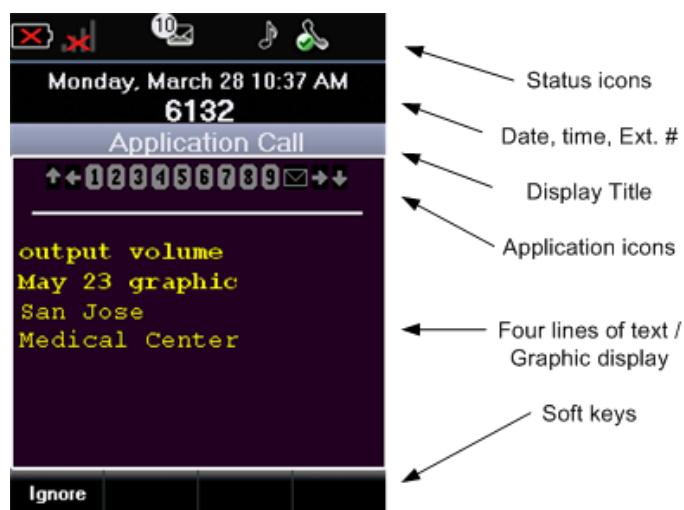 10
Monday, March 28 10:37 AM
6132
Application Call
1 2 3 4 5 6 7 8 9
output volume
May 23 graphic
San Jose
Medical Center
Ignore
Status icons
Date, time, Ext. #
Display Title
Application icons
Four lines of text /
Graphic display
Soft keys